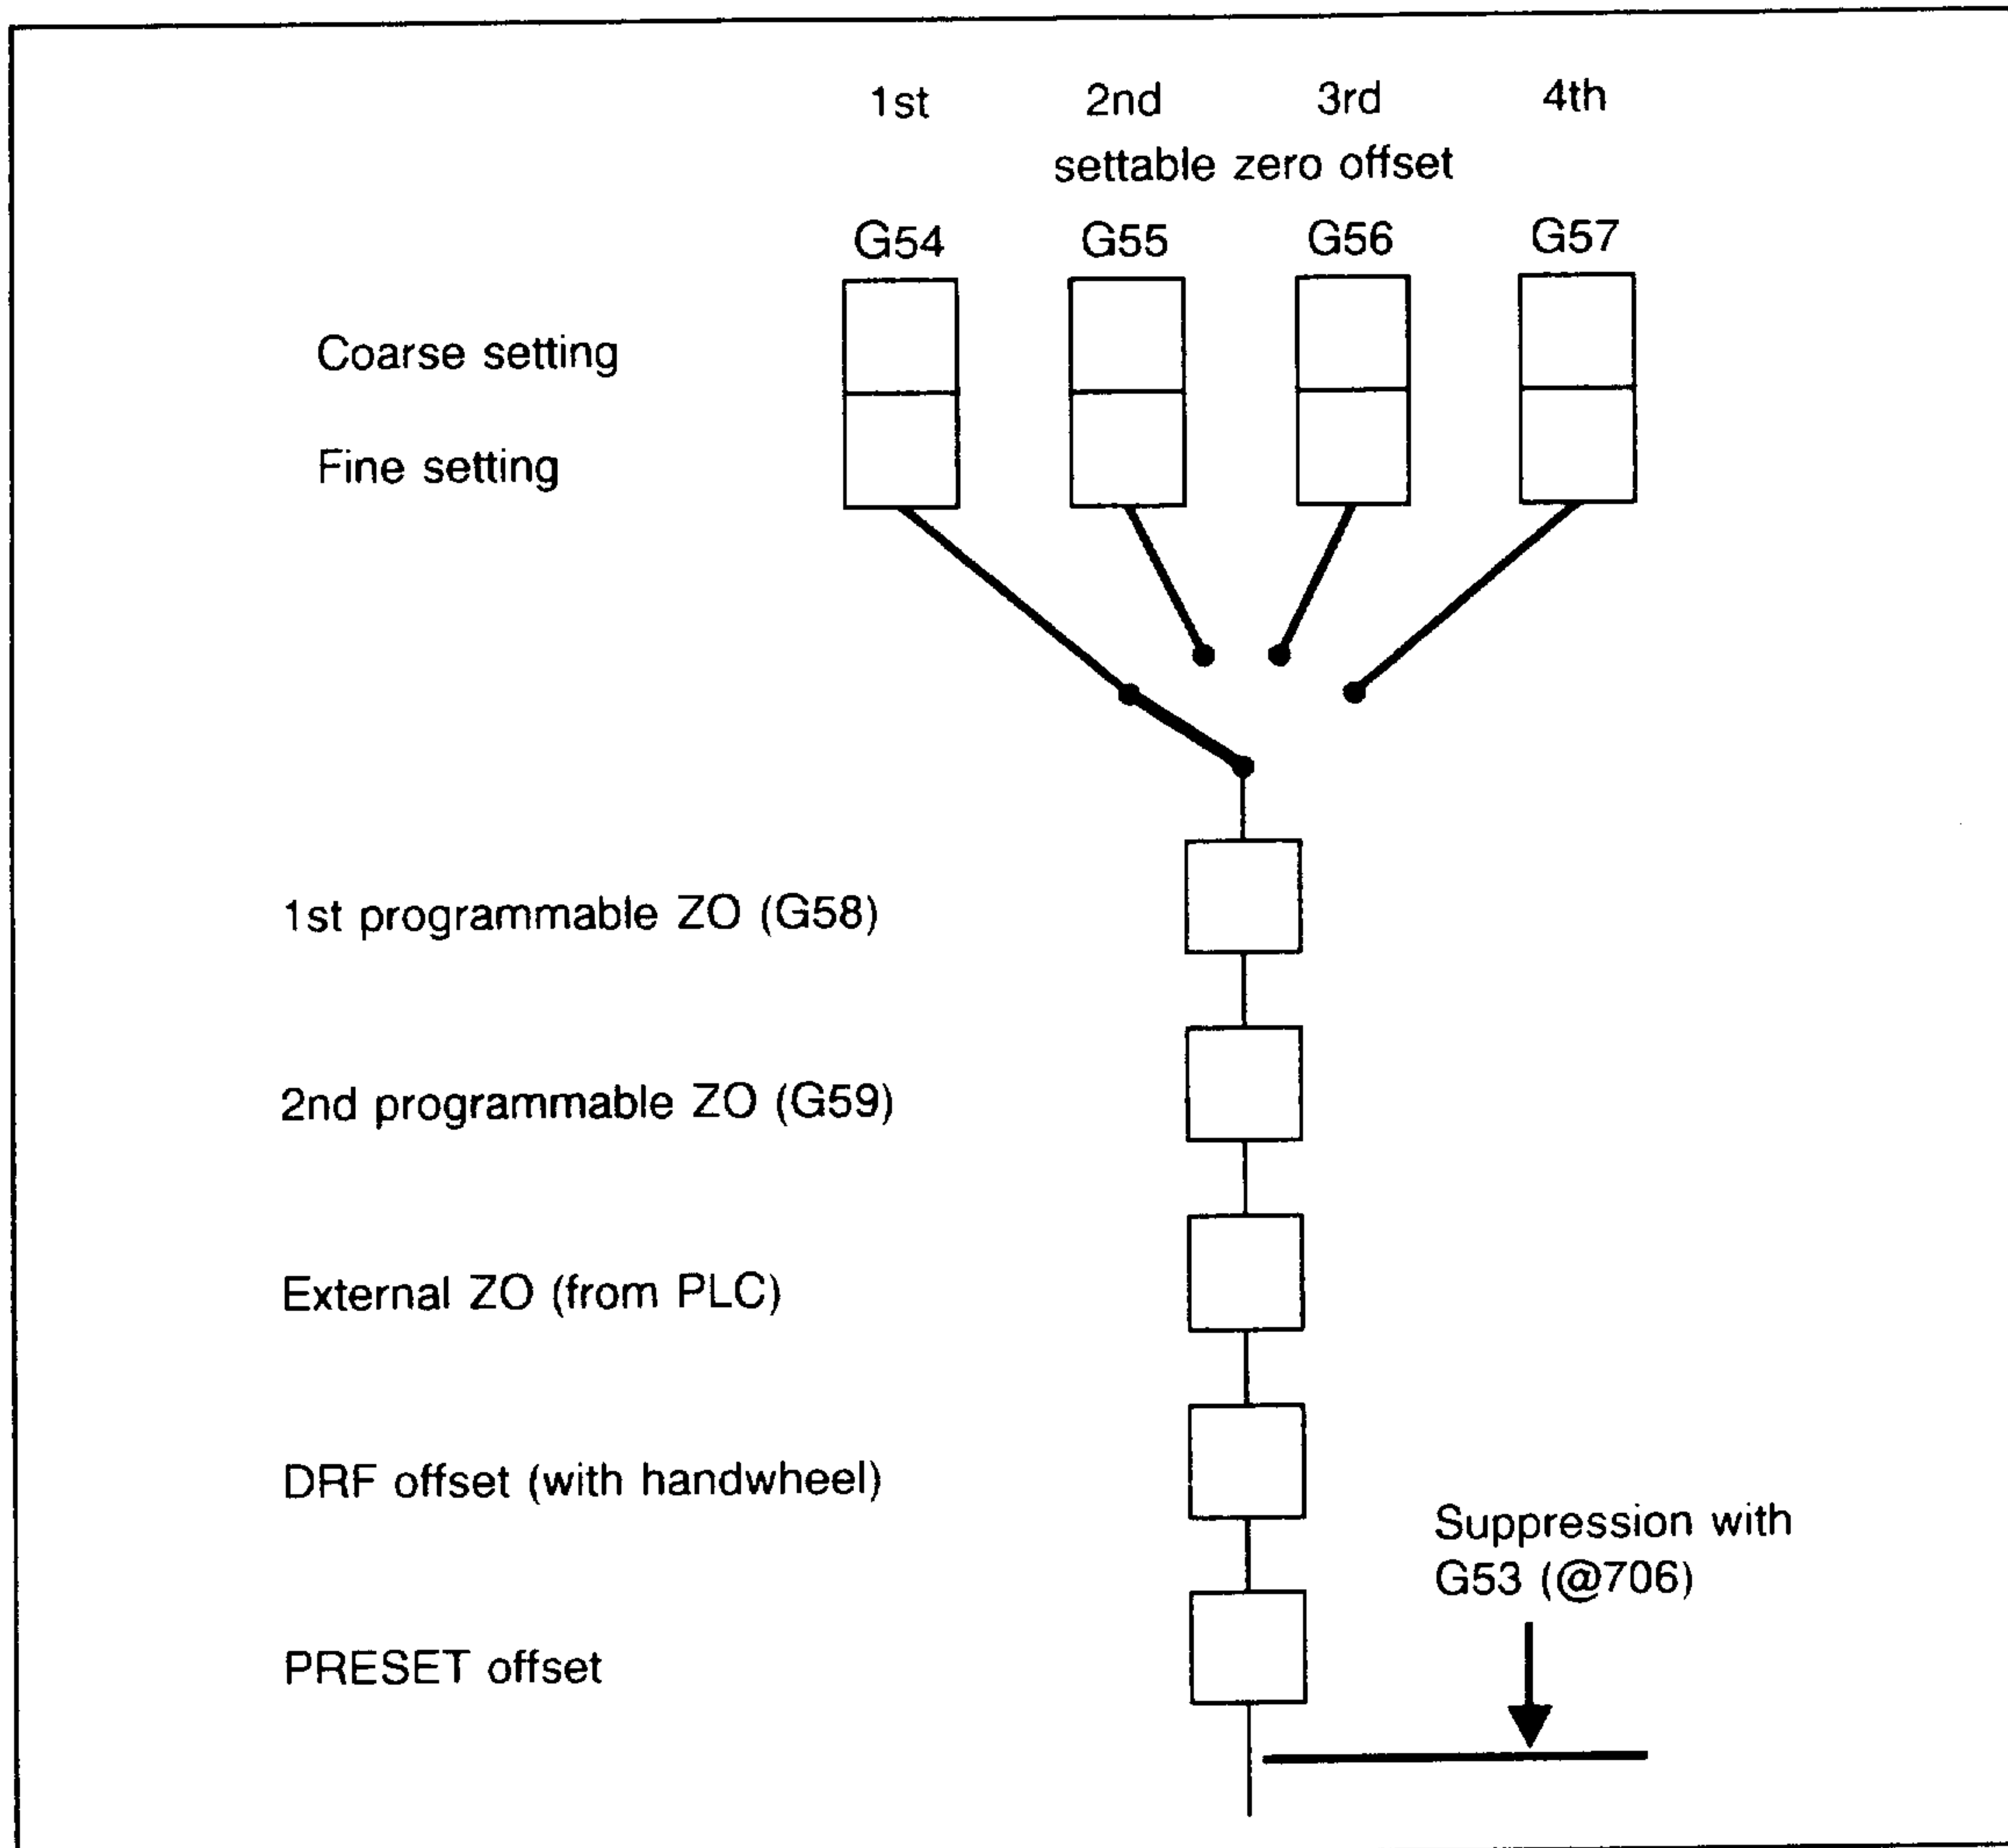 1st 2nd 3rd 4th
settable zero offset
G54 G55 G56 G57
Coarse setting
Fine setting
1st programmable ZO (G58)
2nd programmable ZO (G59)
External ZO (from PLC)
DRF offset (with handwheel)
Suppression with
G53 (@706)
PRESET offset